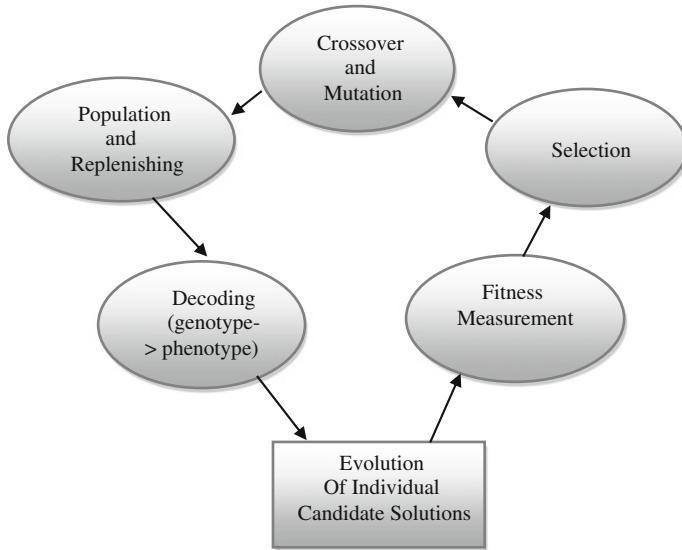 Crossover
and
Mutation
Population
and
Replenishing
Selection
Decoding
(genotype-
> phenotype)
Fitness
Measurement
Evolution
Of Individual
Candidate Solutions